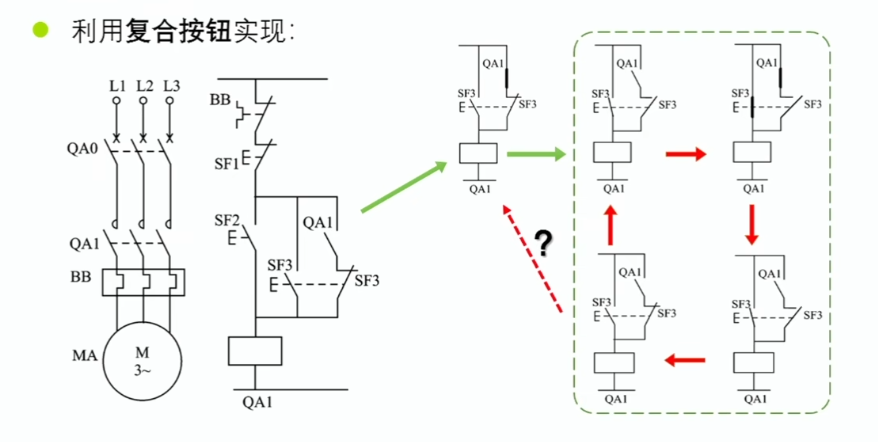 利用复合按钮实现：
L1 L2 L3
QA0
QA1
BB
MA
M
3~
BB
SF1
SF2
QA1
SF3
SF3
QA1
QA1
SF3
SF3
QA1
QA1
SF3
SF3
QA1
QA1
SF3
SF3
QA1
?
QA1
SF3
SF3
QA1
QA1
SF3
SF3
QA1